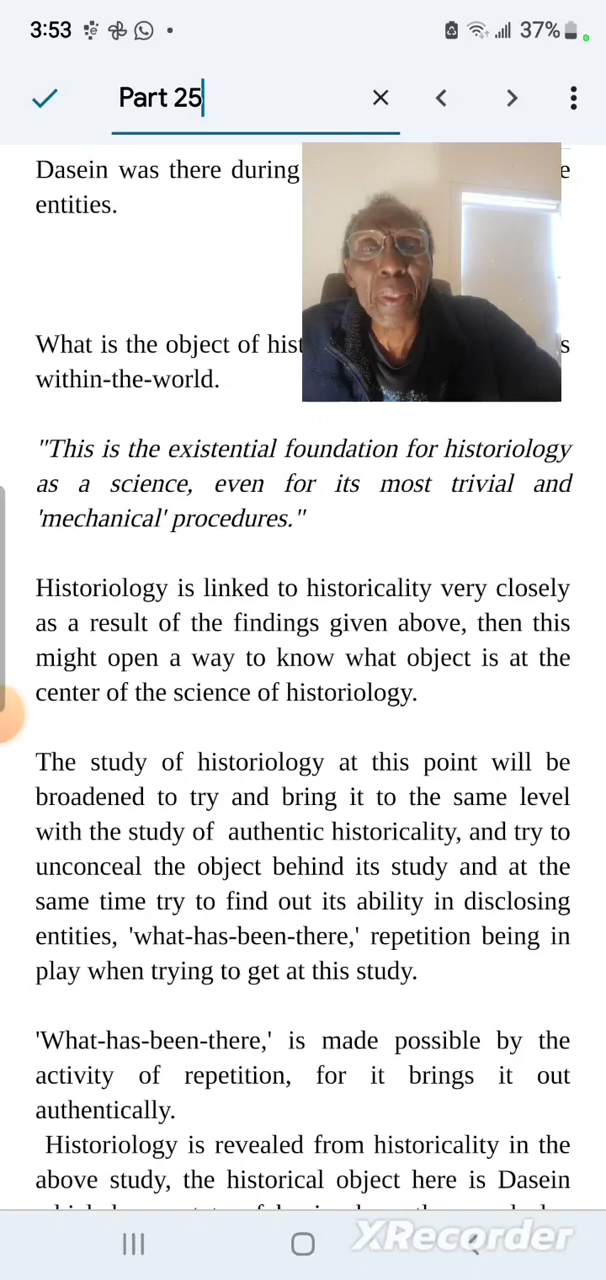 3:53
37%
Part 25
Dasein was there during e
entities.
What is the object of hist s
within-the-world.
"This is the existential foundation for historiology
as a science, even for its most trivial and
'mechanical' procedures."
Historiology is linked to historicality very closely
as a result of the findings given above, then this
might open a way to know what object is at the
center of the science of historiology.
The study of historiology at this point will be
broadened to try and bring it to the same level
with the study of authentic historicality, and try to
unconceal the object behind its study and at the
same time try to find out its ability in disclosing
entities, 'what-has-been-there,' repetition being in
play when trying to get at this study.
'What-has-been-there,' is made possible by the
activity of repetition, for it brings it out
authentically.
Historiology is revealed from historicality in the
above study, the historical object here is Dasein
XRecorder